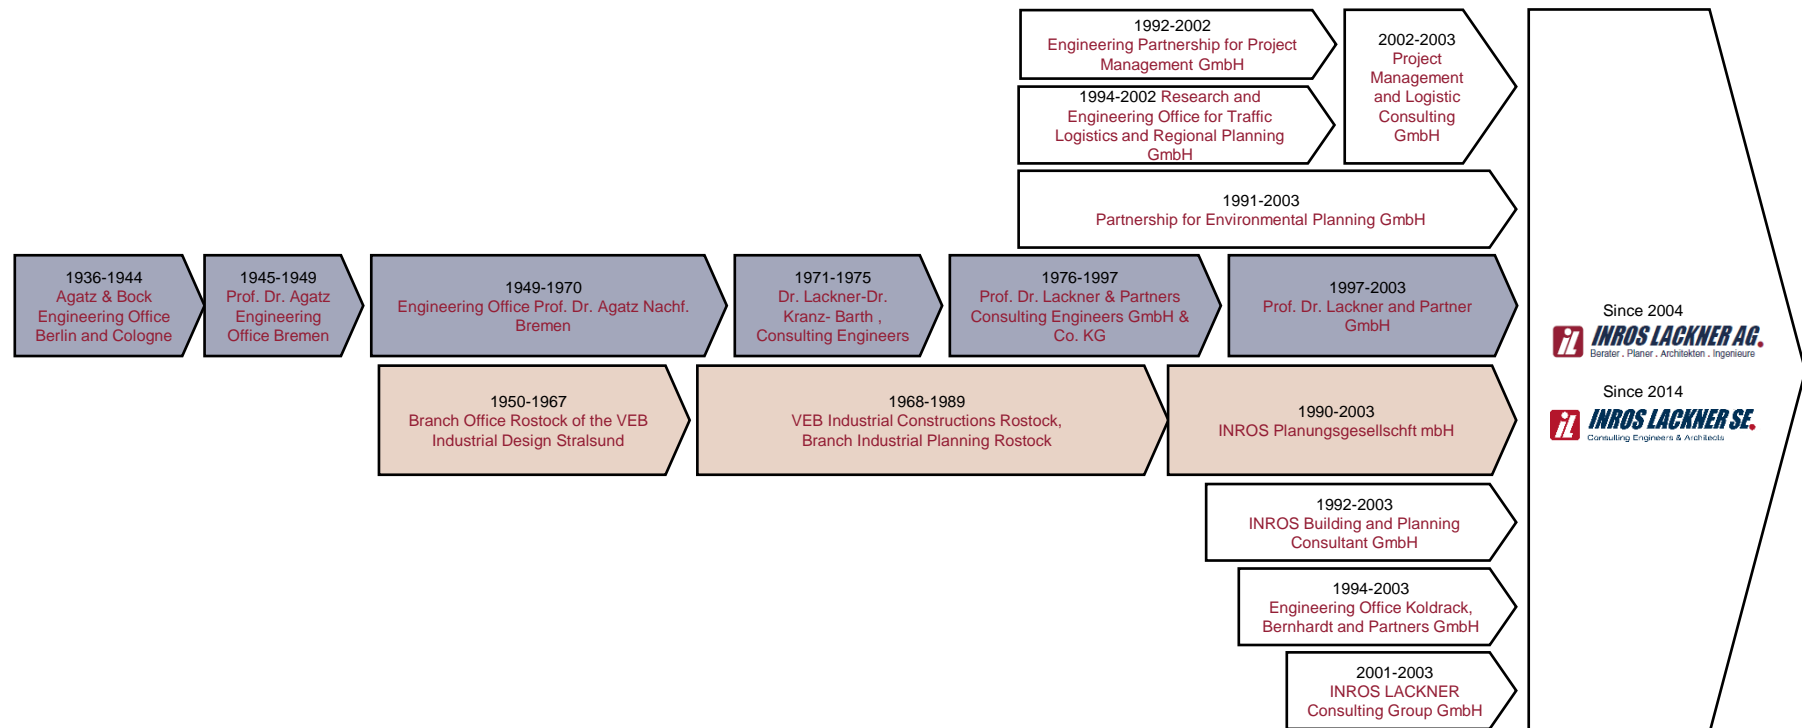 1992-2002
Engineering Partnership for Project
Management GmbH
2002-2003
Project
Management
and Logistic
Consulting
GmbH
1994-2002 Research and
Engineering Office for Traffic
Logistics and Regional Planning
GmbH
1991-2003
Partnership for Environmental Planning GmbH
1936-1944
Agatz & Bock
Engineering Office
Berlin and Cologne
1945-1949
Prof. Dr. Agatz
Engineering
Office Bremen
1949-1970
Engineering Office Prof. Dr. Agatz Nachf.
Bremen
1971-1975
Dr. Lackner-Dr.
Kranz- Barth ,
Consulting Engineers
1976-1997
Prof. Dr. Lackner & Partners
Consulting Engineers GmbH &
Co. KG
1997-2003
Prof. Dr. Lackner and Partner
GmbH
1950-1967
Branch Office Rostock of the VEB
Industrial Design Stralsund
1968-1989
VEB Industrial Constructions Rostock,
Branch Industrial Planning Rostock
1990-2003
INROS Planungsgesellschft mbH
1992-2003
INROS Building and Planning
Consultant GmbH
1994-2003
Engineering Office Koldrack,
Bernhardt and Partners GmbH
2001-2003
INROS LACKNER
Consulting Group GmbH
Since 2004
iL INROS LACKNER AG.
Berater . Planer . Architekten . Ingenieure
Since 2014
iL INROS LACKNER SE.
Consulting Engineers & Architects